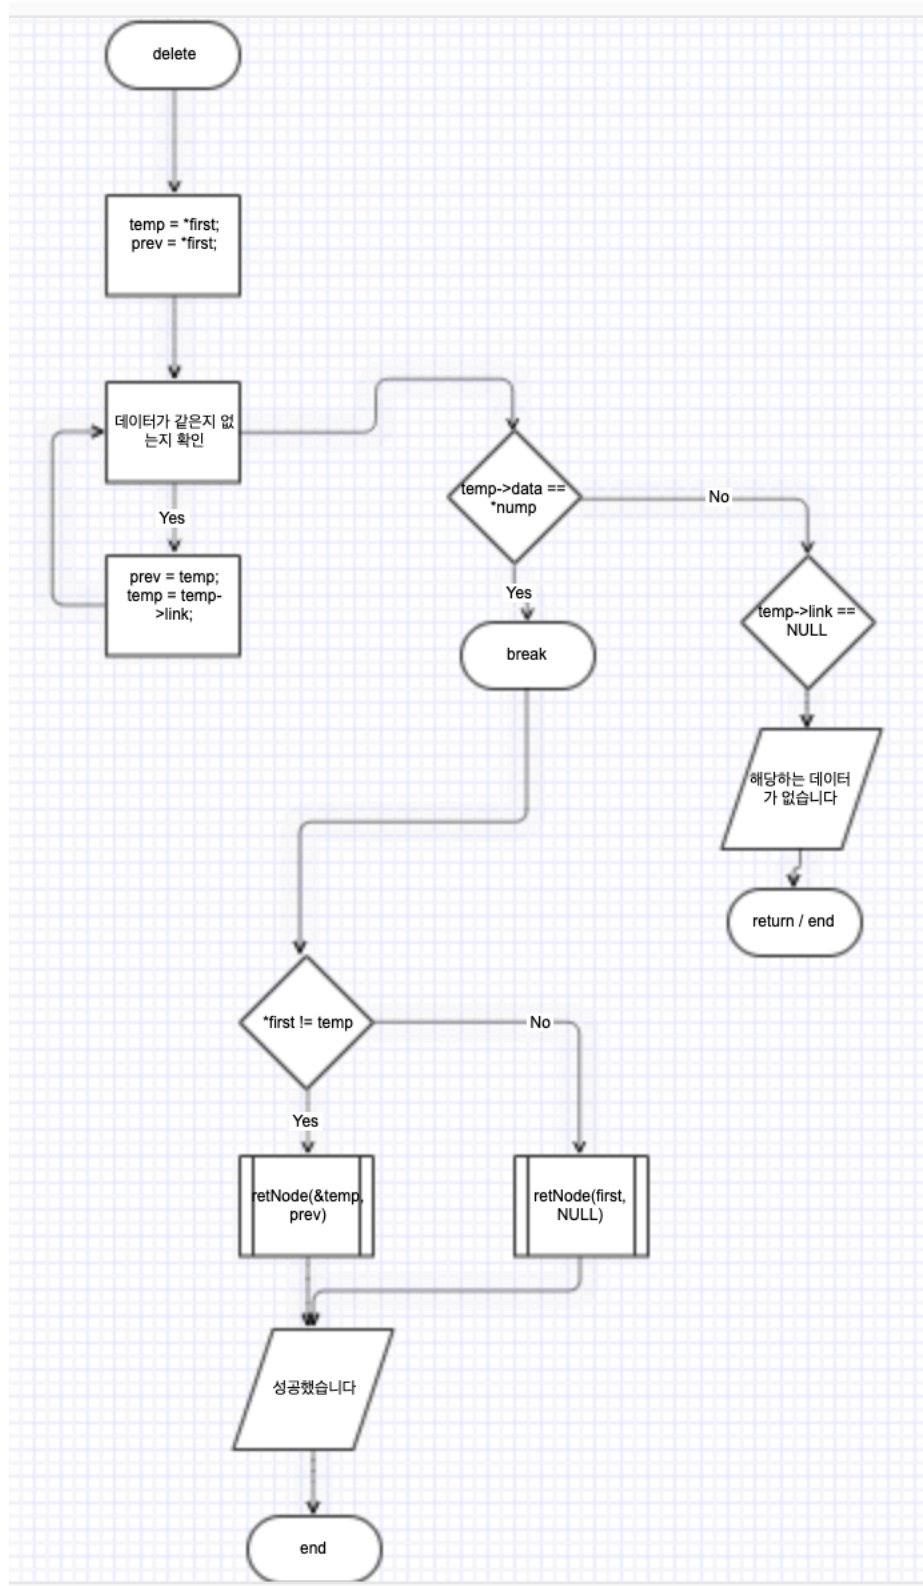 delete
temp = *first;
prev = *first;
데이터가 같은지 없
는지 확인
Yes
prev = temp;
temp = temp-
>link;
temp->data ==
*nump
No
Yes
break
temp->link ==
NULL
해당하는 데이터
가 없습니다
return / end
*first != temp
No
Yes
retNode(&temp,
prev)
retNode(first,
NULL)
성공했습니다
end